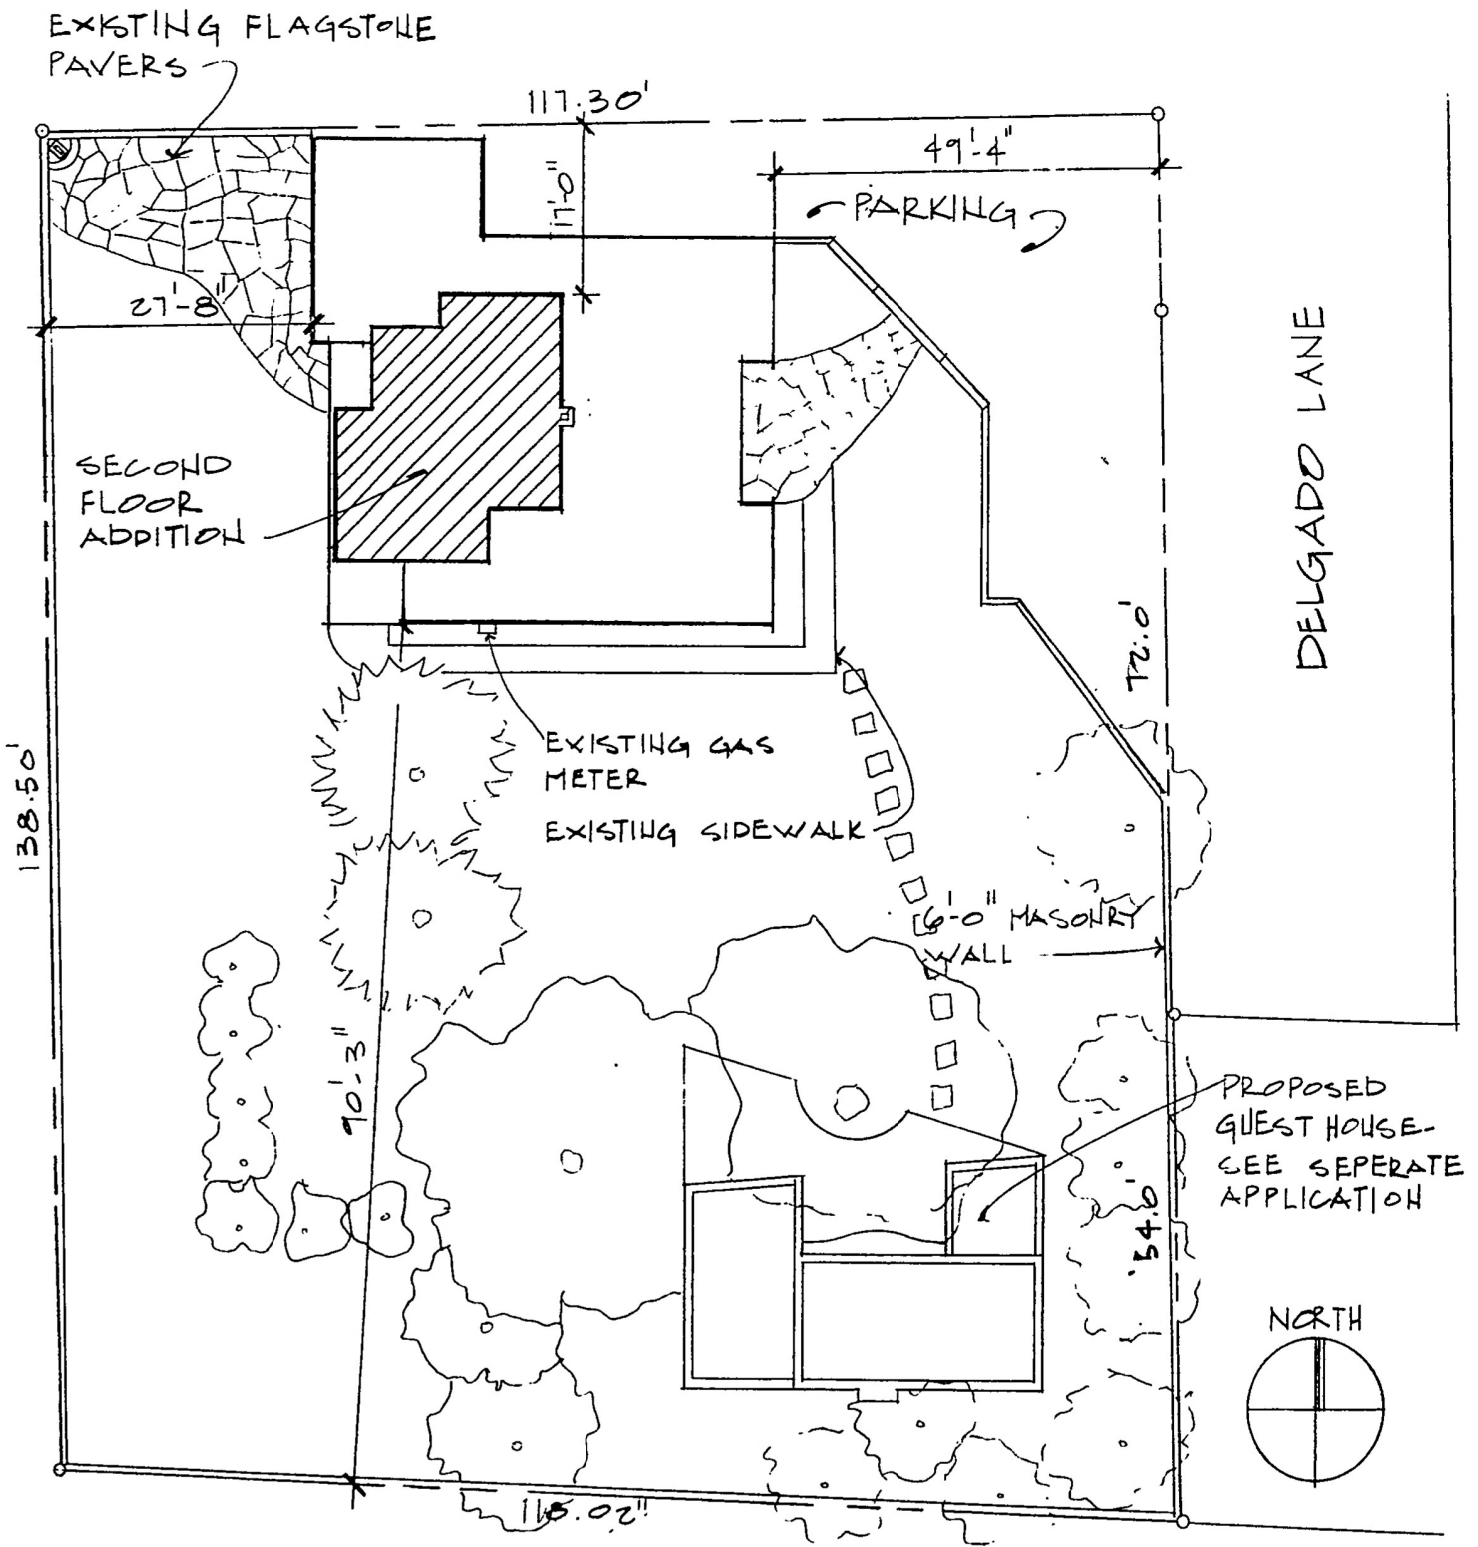 EXISTING FLAGSTONE
PAVERS
117.30'
49'-4"
17'-0"
PARKING
27'-8"
DELGADO LANE
SECOND
FLOOR
ADDITION
72.0'
138.50'
EXISTING GAS
METER
EXISTING SIDEWALK
6'-0" MASONRY
WALL
90'-3"
PROPOSED
GUEST HOUSE-
SEE SEPERATE
APPLICATION
54.0'
NORTH
118.02"